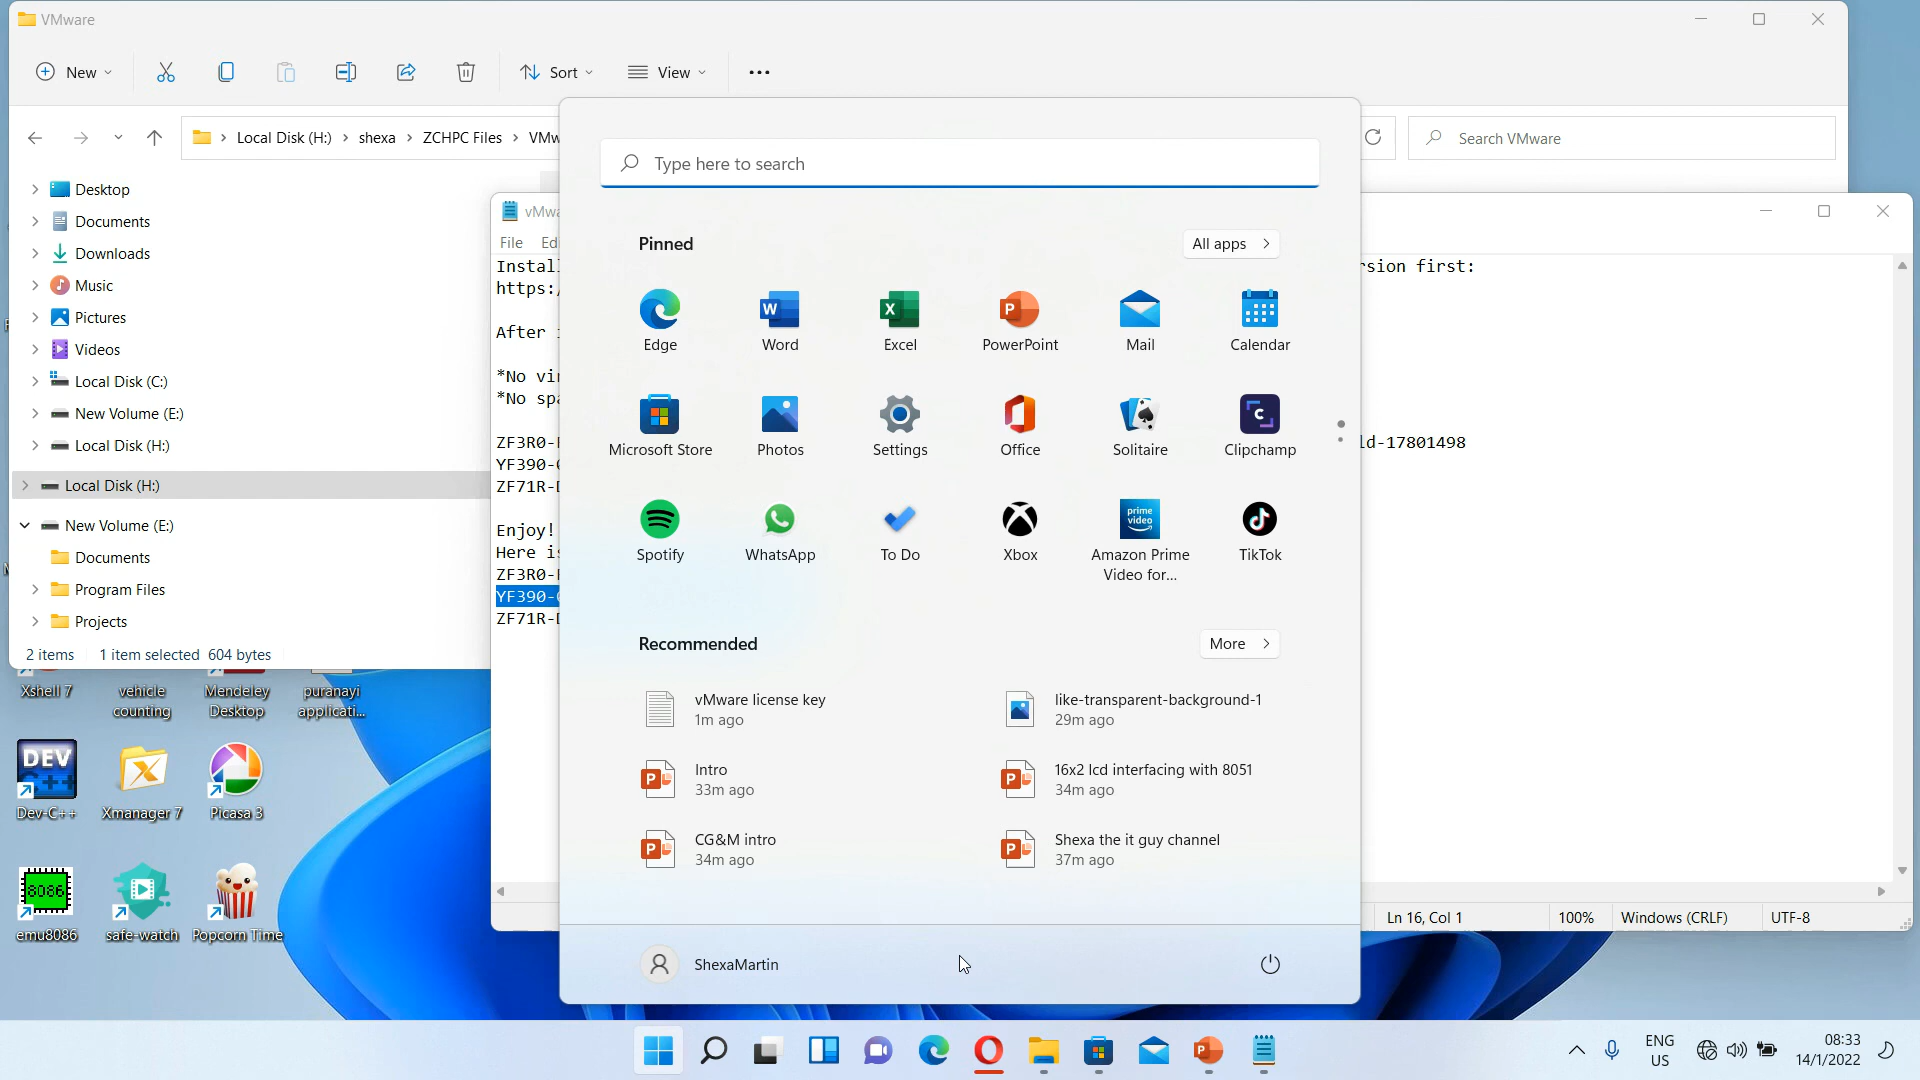 VMware
New
Sort
View
Local Disk (H:)
shexa
ZCHPC Files
Search VMware
Desktop
Documents
Downloads
Music
Pictures
Videos
Local Disk (C:)
New Volume (E:)
Local Disk (H:)
Local Disk (H:)
New Volume (E:)
Documents
Program Files
Projects
2 items 1 item selected 604 bytes
File
rsion first:
https:/
After
*No
*No
ld-17801498
ZF3R0-
YF390-
ZF71R-
Enjoy!
Here
ZF3R0-
YF390-
ZF71R-
Ln 16, Col 1 100% Windows (CRLF) UTF-8
Type here to search
Pinned
All apps
Edge Word Excel PowerPoint Mail Calendar
Microsoft Store Photos Settings Office Solitaire Clipchamp
prime video
Spotify WhatsApp To Do Xbox Amazon Prime Video for... TikTok
Recommended
More
vMware license key
1m ago
like-transparent-background-1
29m ago
Intro
33m ago
16x2 lcd interfacing with 8051
34m ago
CG&M intro
34m ago
Shexa the it guy channel
37m ago
ShexaMartin
Xshell 7
vehicle counting
Mendeley Desktop
puranayi applicati...
DEV
Dev-C++
Xmanager 7
Picasa 3
8086
emu8086
safe-watch
Popcorn Time
ENG
US
08:33
14/1/2022